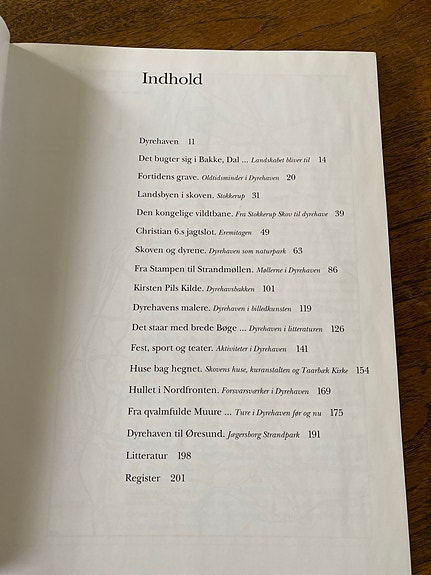 Indhold
Dyrehaven 11
Det bugter sig i Bakke, Dal ... Landskabet bliver til 14
Fortidens grave. Oldtidsminder i Dyrehaven 20
Landsbyen i skoven. Stokkerup 31
Den kongelige vildtbane. Fra Stokkerup Skov til dyrehave 39
Christian 6.s jagtslot. Eremitagen 49
Skoven og dyrene. Dyrehaven som naturpark 63
Fra Stampen til Strandmøllen. Møllerne i Dyrehaven 86
Kirsten Pils Kilde. Dyrehavsbakken 101
Dyrehavens malere. Dyrehaven i billedkunsten 119
Det staar med brede Bøge ... Dyrehaven i litteraturen 126
Fest, sport og teater. Aktiviteter i Dyrehaven 141
Huse bag hegnet. Skovens huse, kuranstalten og Taarbæk Kirke 154
Hullet i Nordfronten. Forsvarsværker i Dyrehaven 169
Fra qvalmfulde Muure ... Ture i Dyrehaven før og nu 175
Dyrehaven til Øresund. Jægersborg Strandpark 191
Litteratur 198
Register 201